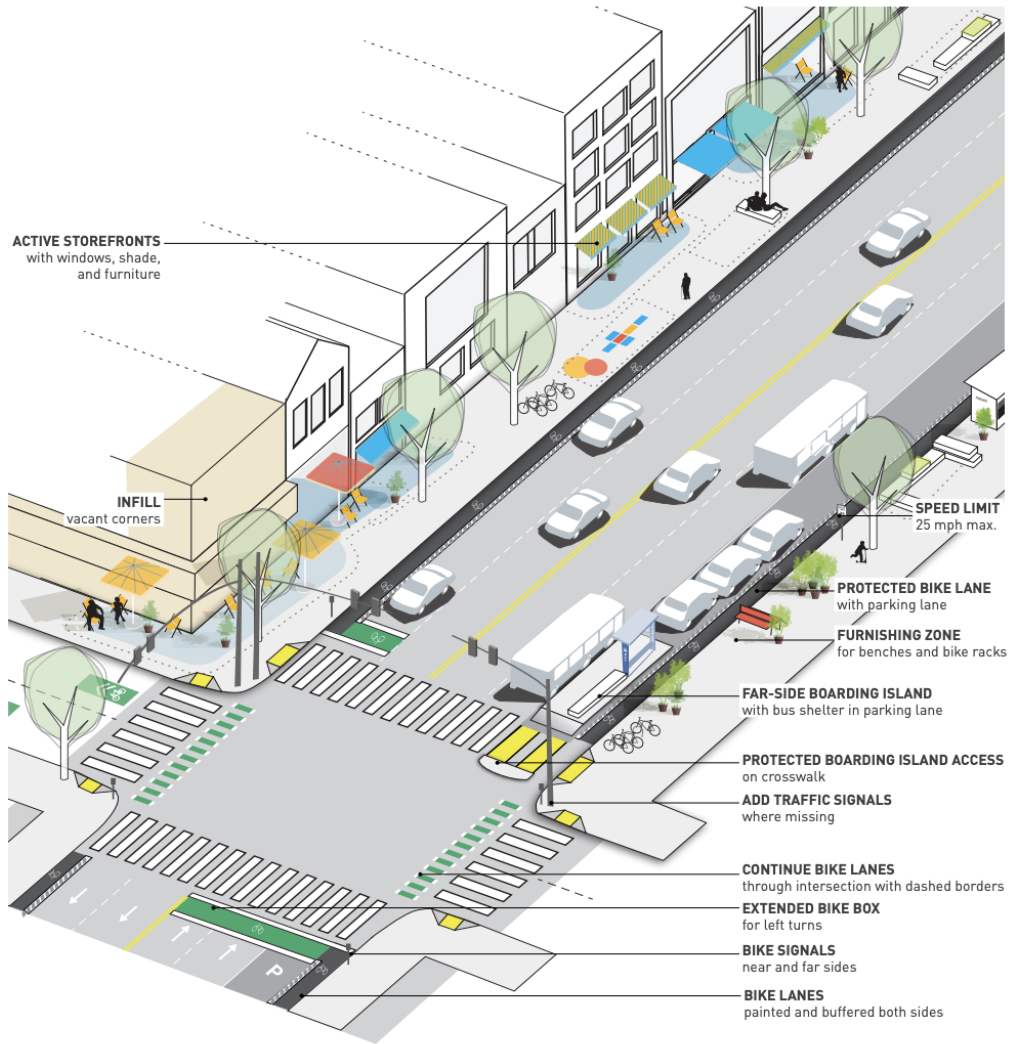 ACTIVE STOREFRONTS
with windows, shade,
and furniture
INFILL
vacant corners
SPEED LIMIT
25 mph max.
PROTECTED BIKE LANE
with parking lane
FURNISHING ZONE
for benches and bike racks
FAR-SIDE BOARDING ISLAND
with bus shelter in parking lane
PROTECTED BOARDING ISLAND ACCESS
on crosswalk
ADD TRAFFIC SIGNALS
where missing
CONTINUE BIKE LANES
through intersection with dashed borders
EXTENDED BIKE BOX
for left turns
BIKE SIGNALS
near and far sides
P
BIKE LANES
painted and buffered both sides